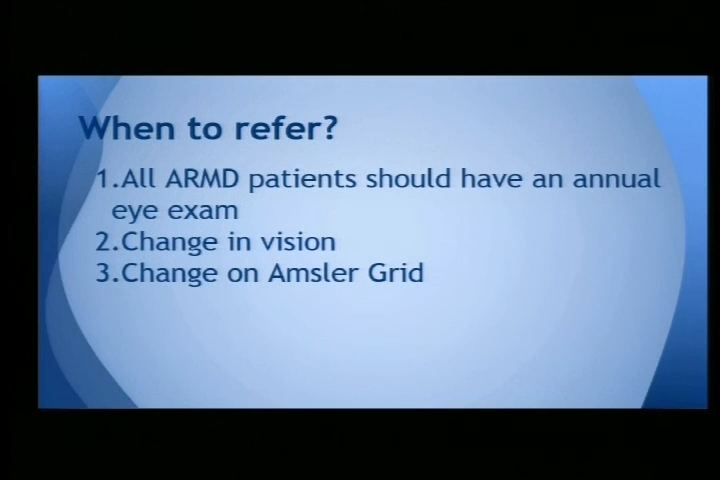 When to refer?
1.All ARMD patients should have an annual
eye exam
2.Change in vision
3.Change on Amsler Grid